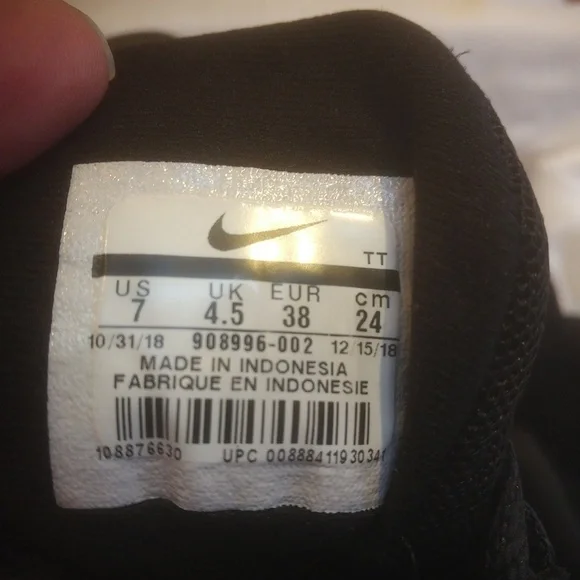 TT
US UK EUR cm
7 4.5 38 24
10/31/18 908996-002 12/15/18
MADE IN INDONESIA
FABRIQUE EN INDONESIE
108876630 UPC 00888411930341